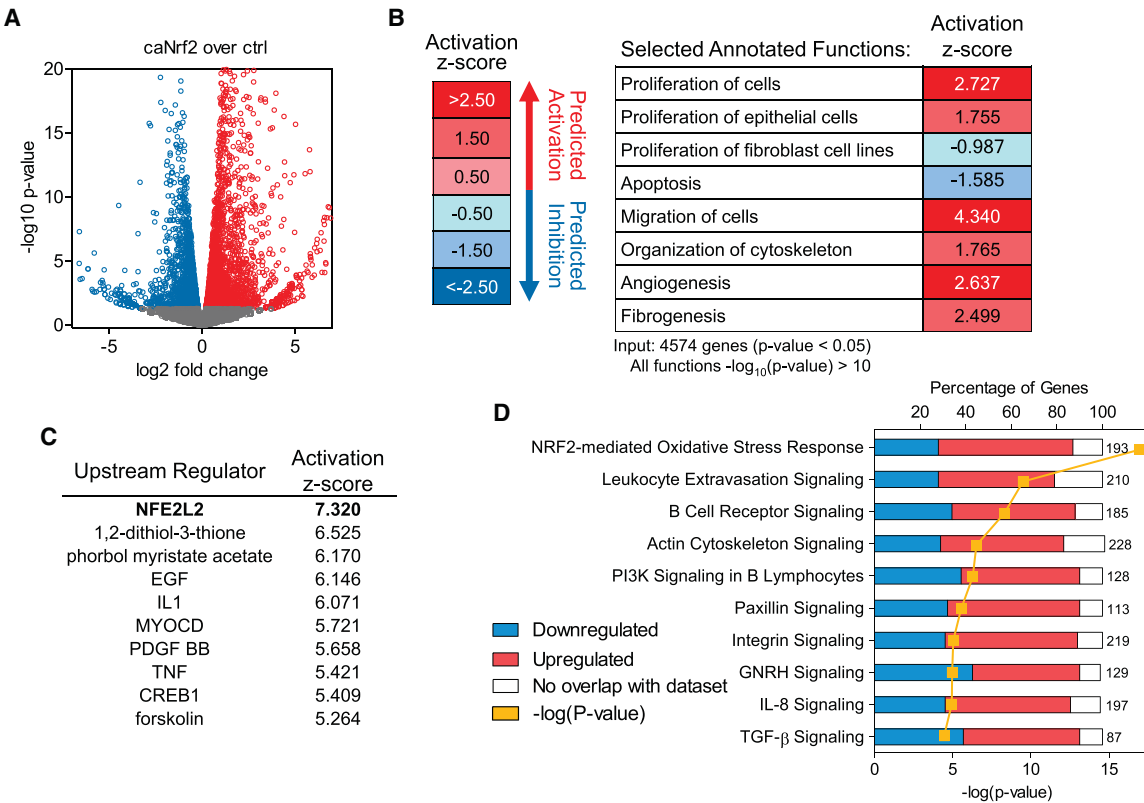 A
caNrf2 over ctrl
20
15
10
5
0
-log10 p-value
-5
0
5
log2 fold change
B
Activation
z-score
>2.50
1.50
0.50
-0.50
-1.50
<-2.50
Predicted
Activation
Predicted
Inhibition
Selected Annotated Functions:
Activation
z-score
Proliferation of cells 2.727
Proliferation of epithelial cells 1.755
Proliferation of fibroblast cell lines -0.987
Apoptosis -1.585
Migration of cells 4.340
Organization of cytoskeleton 1.765
Angiogenesis 2.637
Fibrogenesis 2.499
Input: 4574 genes (p-value < 0.05)
All functions -log10(p-value) > 10
C
Upstream Regulator
Activation
z-score
NFE2L2 7.320
1,2-dithiol-3-thione 6.525
phorbol myristate acetate 6.170
EGF 6.146
IL1 6.071
MYOCD 5.721
PDGF BB 5.658
TNF 5.421
CREB1 5.409
forskolin 5.264
D
Percentage of Genes
20 40 60 80 100
NRF2-mediated Oxidative Stress Response 193
Leukocyte Extravasation Signaling 210
B Cell Receptor Signaling 185
Actin Cytoskeleton Signaling 228
PI3K Signaling in B Lymphocytes 128
Paxillin Signaling 113
Integrin Signaling 219
GNRH Signaling 129
IL-8 Signaling 197
TGF-β Signaling 87
0 5 10 15
-log(p-value)
Downregulated
Upregulated
No overlap with dataset
-log(P-value)